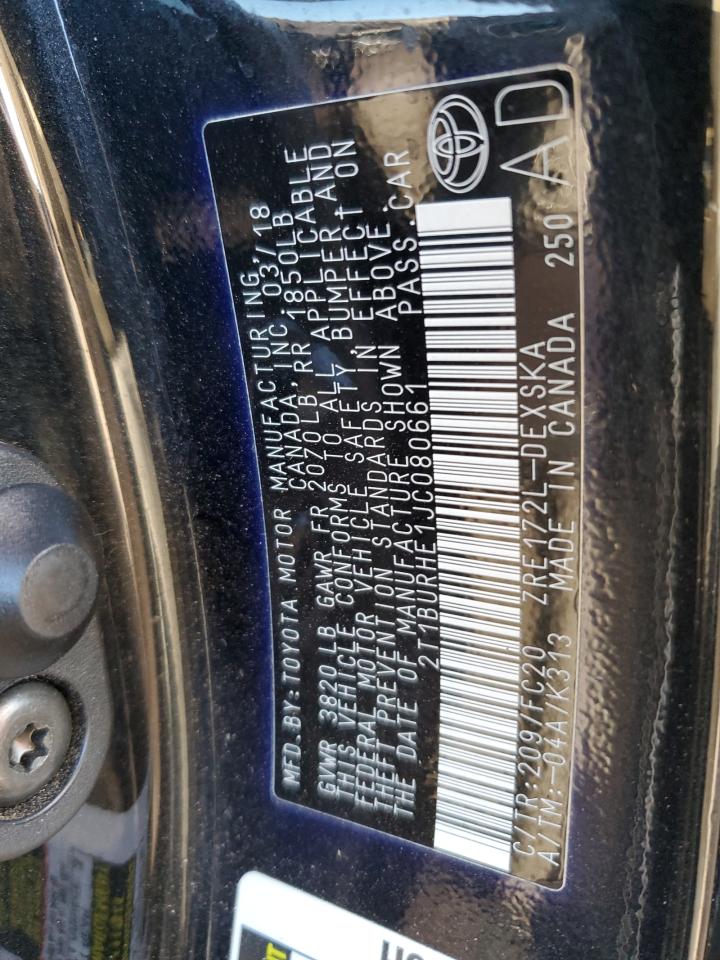 MFD.BY:TOYOTA MOTOR MANUFACTURING,
CANADA, INC. 03/18
GVWR 3820 LB GAWR FR 2070LB RR 1850LB
THIS VEHICLE CONFORMS TO ALL APPLICABLE
FEDERAL MOTOR VEHICLE SAFETY, BUMPER AND
THEFT PREVENTION STANDARDS IN EFFECT ON
THE DATE OF MANUFACTURE SHOWN ABOVE.
2T1BURHE1JC080661 PASS.CAR
C/TR:209/FC20 ZRE172L-DEXSKA
A/TM:-04A/K313 MADE IN CANADA 250
AD